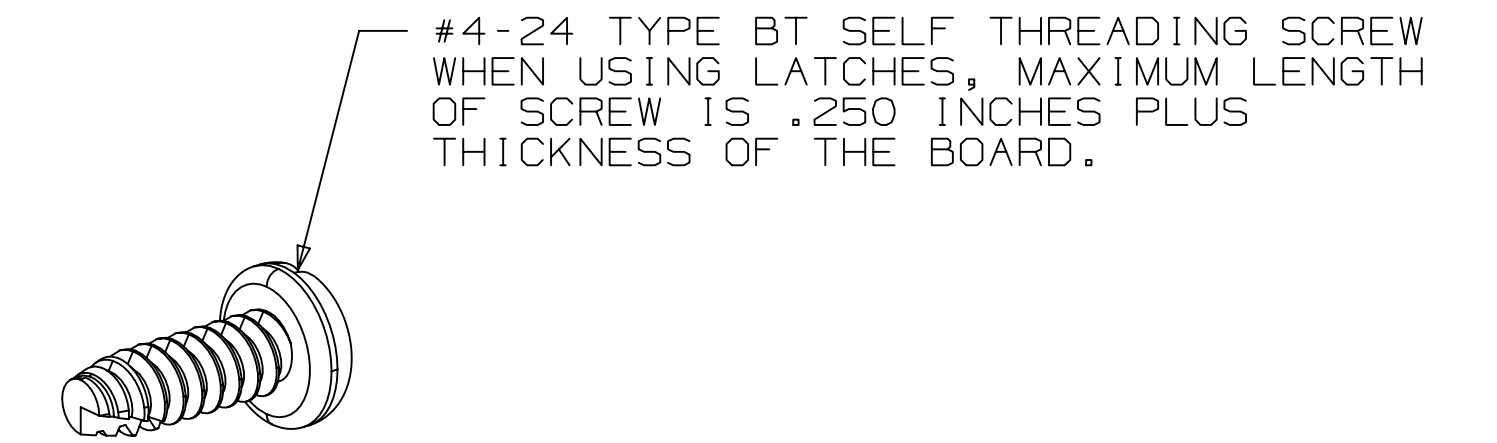 #4-24 TYPE BT SELF THREADING SCREW
WHEN USING LATCHES, MAXIMUM LENGTH
OF SCREW IS .250 INCHES PLUS
THICKNESS OF THE BOARD.